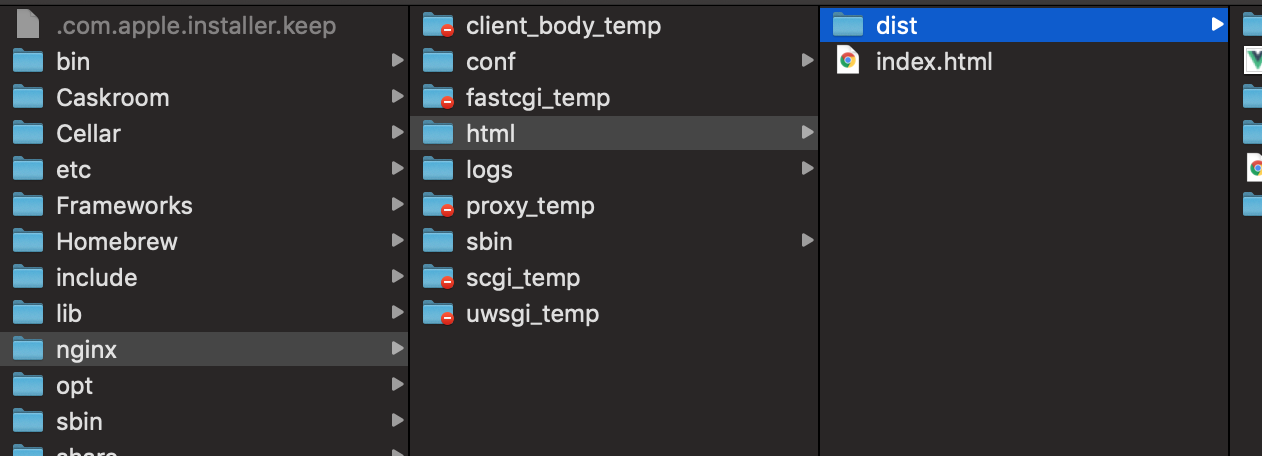 .com.apple.installer.keep
bin
Caskroom
Cellar
etc
Frameworks
Homebrew
include
lib
nginx
opt
sbin
share
client_body_temp
conf
fastcgi_temp
html
logs
proxy_temp
sbin
scgi_temp
uwsgi_temp
dist
index.html